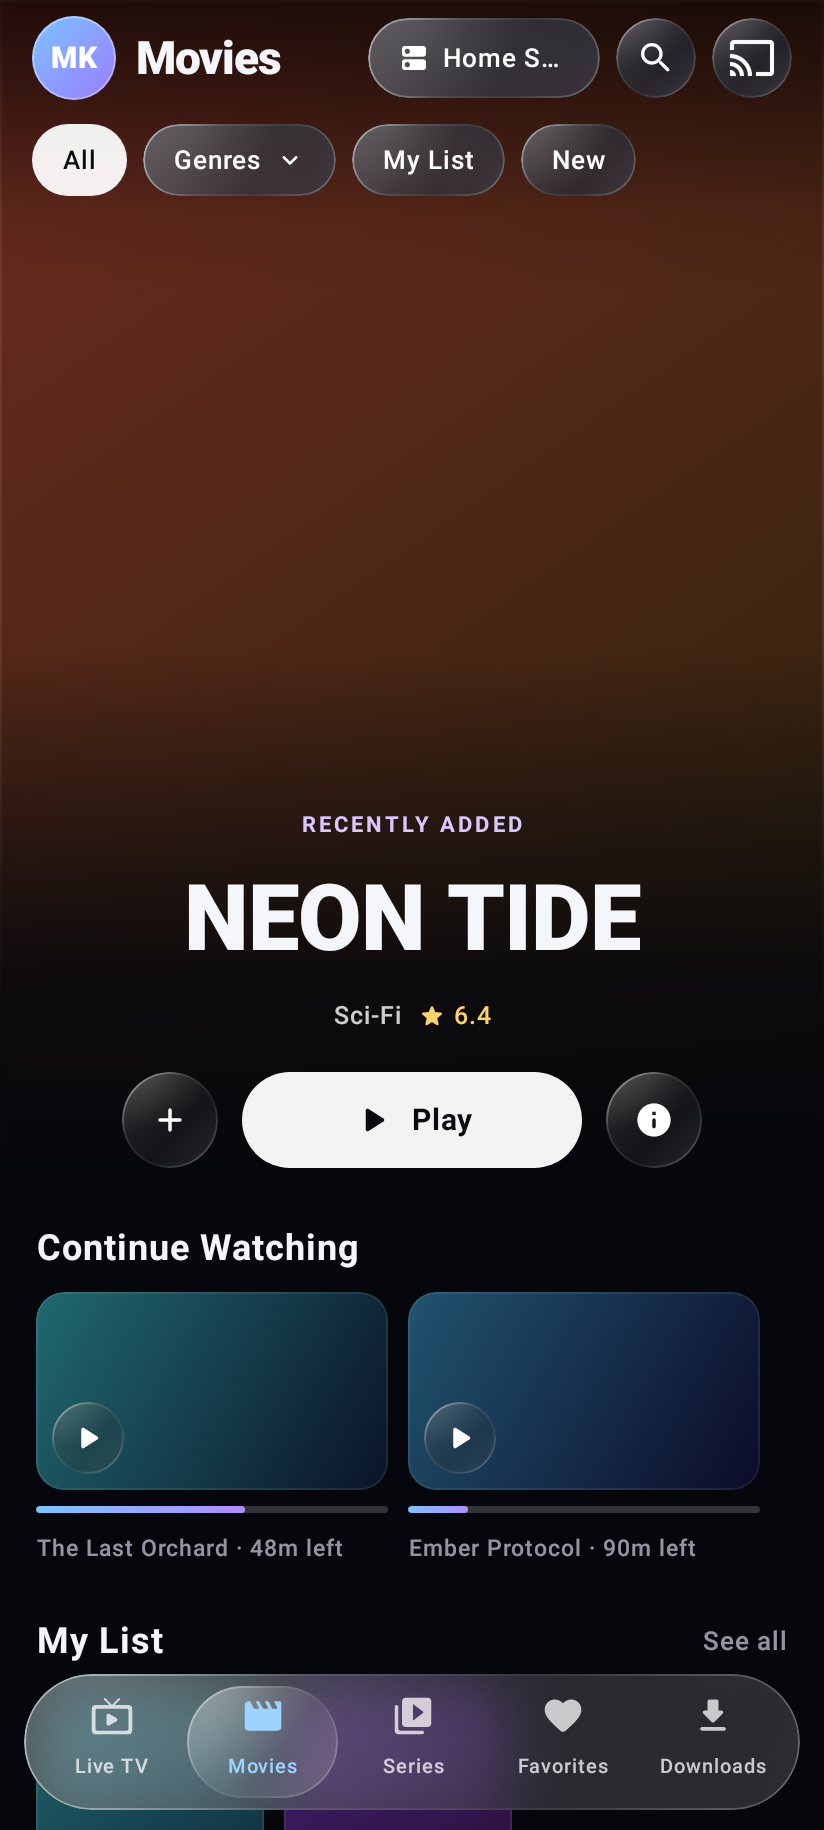 MK Movies Home S...
All Genres My List New
RECENTLY ADDED
NEON TIDE
Sci-Fi 6.4
Play
Continue Watching
The Last Orchard · 48m left
Ember Protocol · 90m left
My List See all
Live TV Movies Series Favorites Downloads